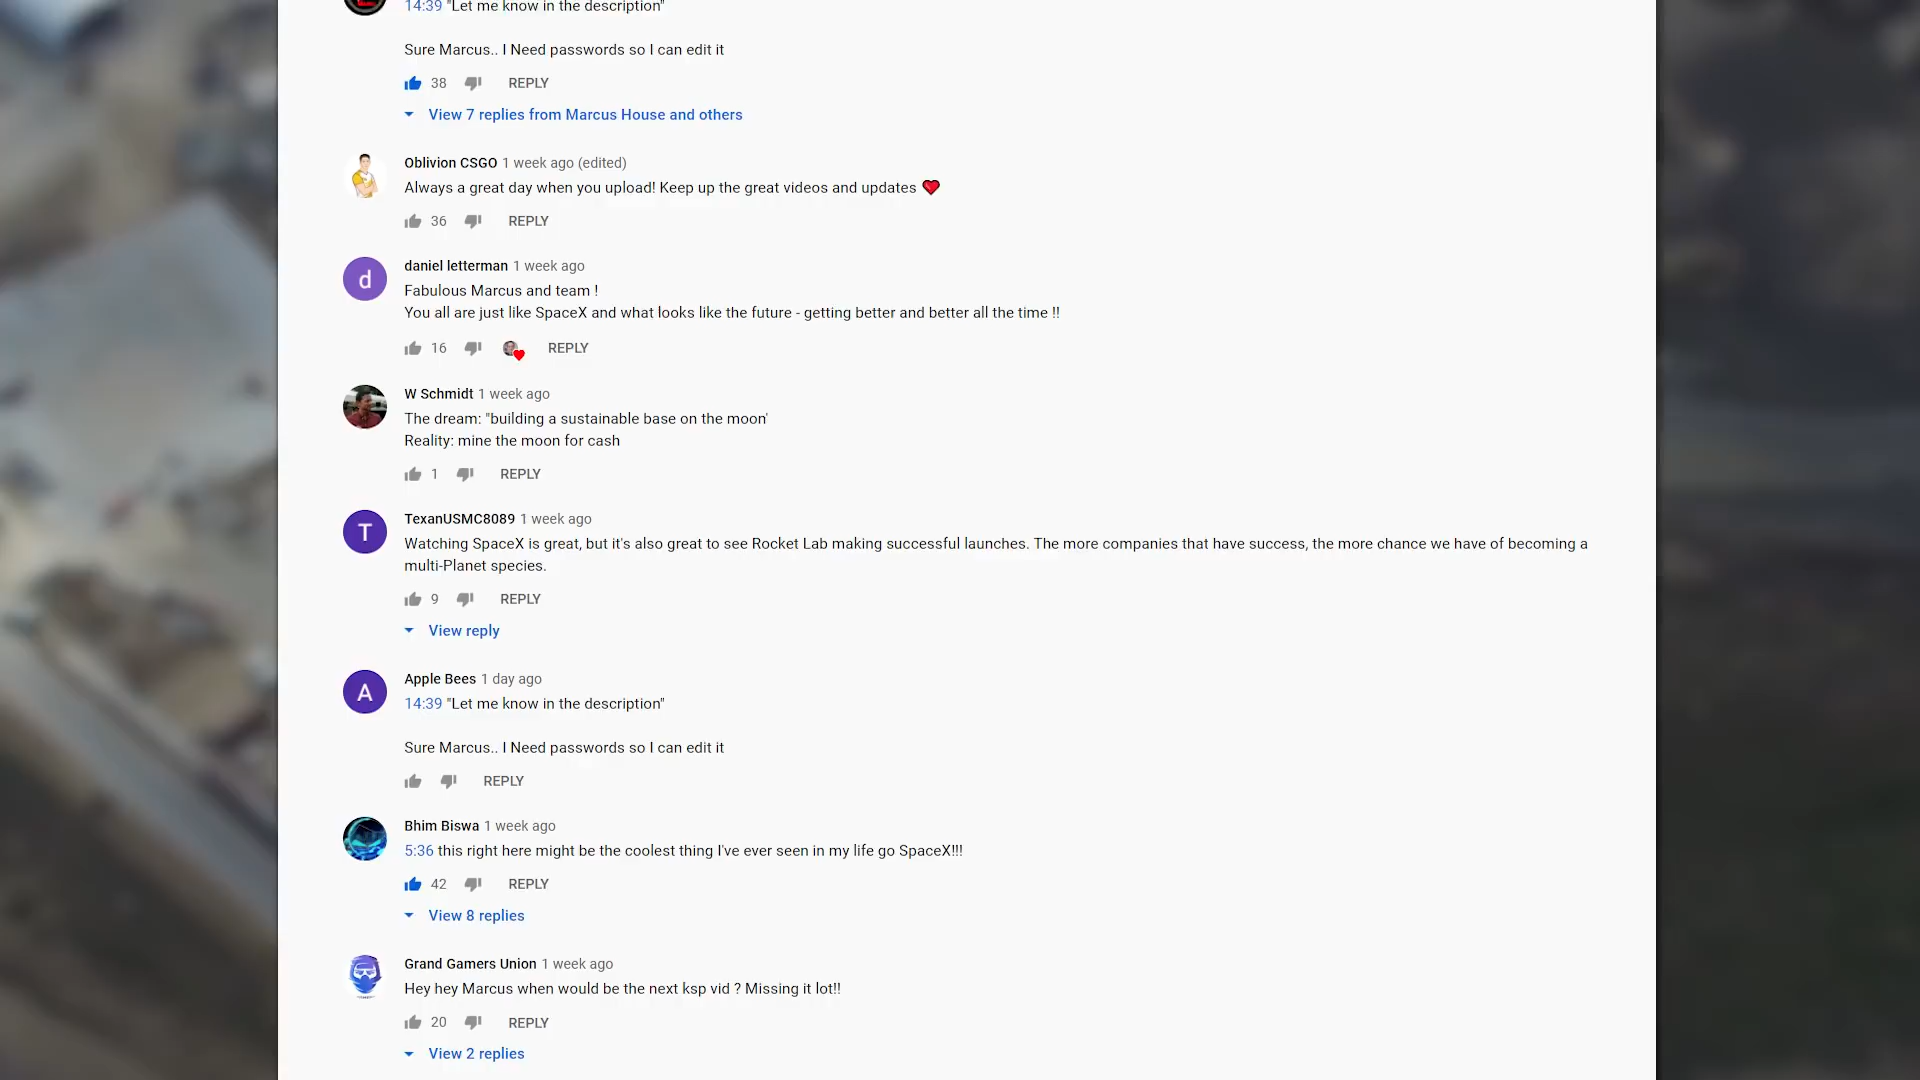 14:39 "Let me know in the description"
Sure Marcus.. I Need passwords so I can edit it
38 REPLY
View 7 replies from Marcus House and others
Oblivion CSGO 1 week ago (edited)
Always a great day when you upload! Keep up the great videos and updates
36 REPLY
d
daniel letterman 1 week ago
Fabulous Marcus and team !
You all are just like SpaceX and what looks like the future - getting better and better all the time !!
16 REPLY
W Schmidt 1 week ago
The dream: "building a sustainable base on the moon'
Reality: mine the moon for cash
1 REPLY
T
TexanUSMC8089 1 week ago
Watching SpaceX is great, but it's also great to see Rocket Lab making successful launches. The more companies that have success, the more chance we have of becoming a
multi-Planet species.
9 REPLY
View reply
A
Apple Bees 1 day ago
14:39 "Let me know in the description"
Sure Marcus.. I Need passwords so I can edit it
REPLY
Bhim Biswa 1 week ago
5:36 this right here might be the coolest thing I've ever seen in my life go SpaceX!!!
42 REPLY
View 8 replies
Grand Gamers Union 1 week ago
Hey hey Marcus when would be the next ksp vid ? Missing it lot!!
20 REPLY
View 2 replies